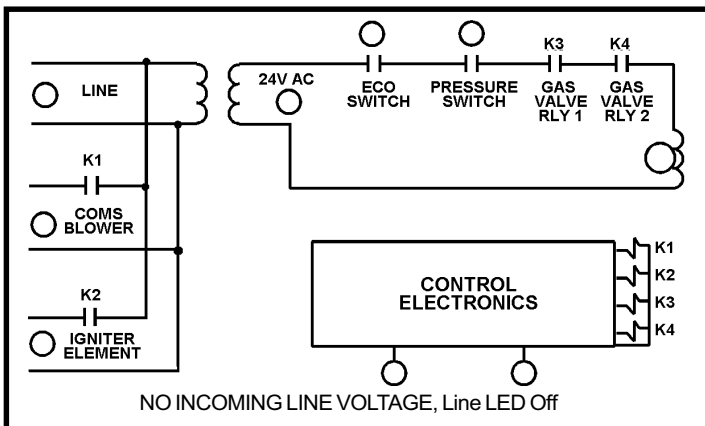 LINE
24V AC
ECO
SWITCH
PRESSURE
SWITCH
K3
GAS
VALVE
RLY 1
K4
GAS
VALVE
RLY 2
K1
COMS
BLOWER
K2
IGNITER
ELEMENT
CONTROL
ELECTRONICS
K1
K2
K3
K4
NO INCOMING LINE VOLTAGE, Line LED Off